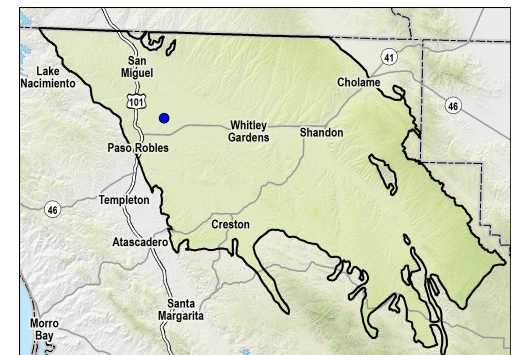 41
San
Miguel
Lake
Nacimiento
Cholame
101
46
Whitley
Gardens
Shandon
Paso Robles
Templeton
46
Creston
Atascadero
Santa
Margarita
Morro
Bay